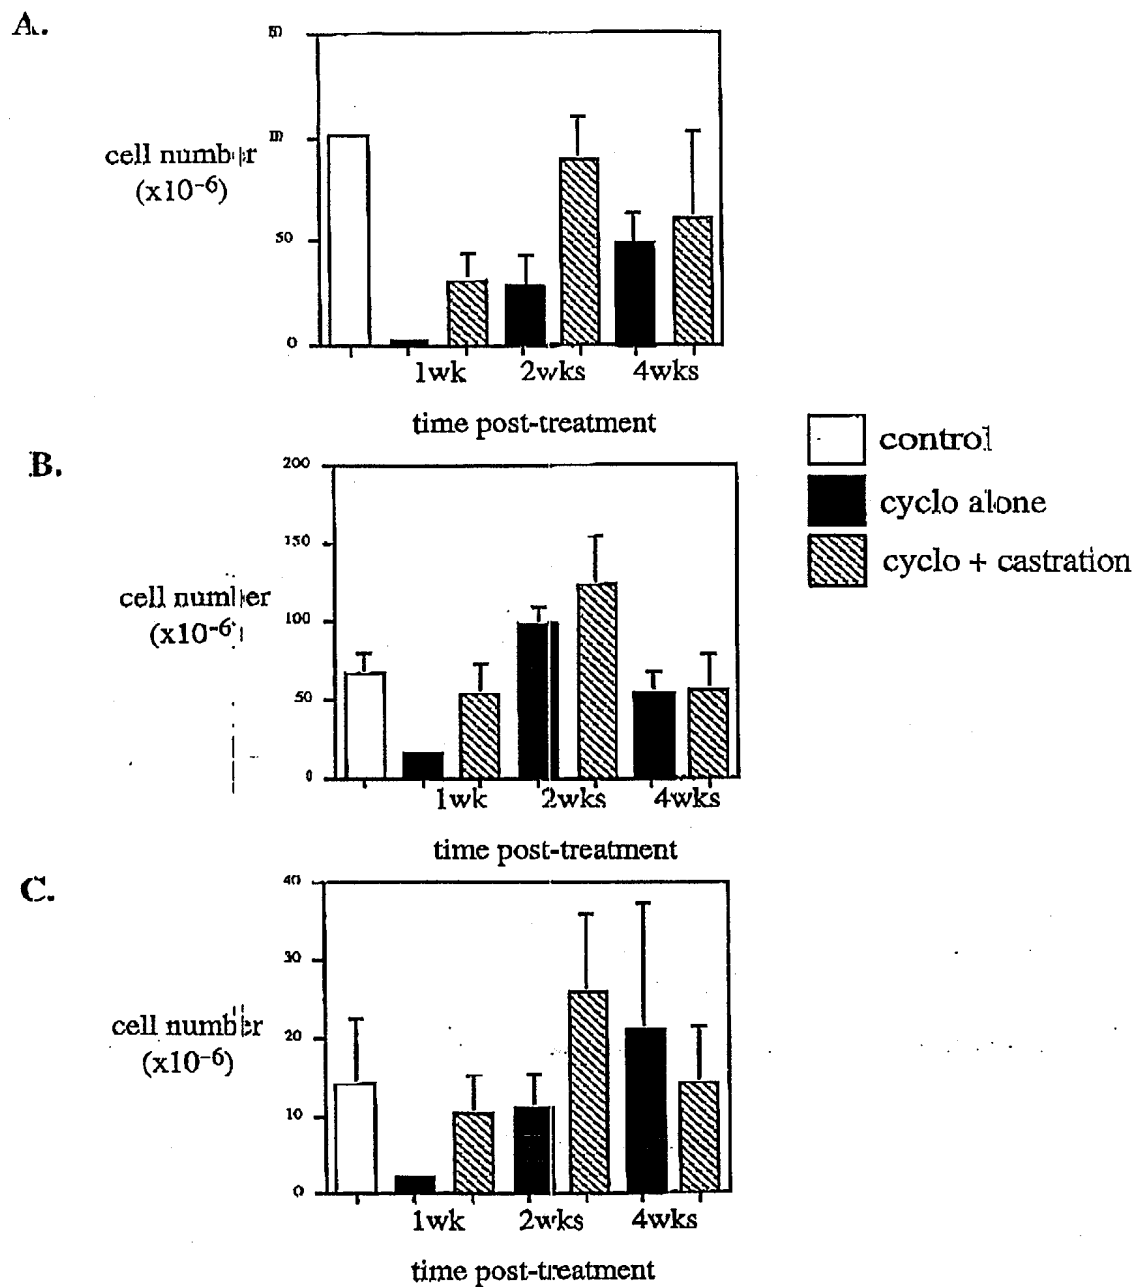 A.
50
cell number
(x10-6)
0
1wk 2wks 4wks
time post-treatment
control
cyclo alone
cyclo + castration
B.
200
150
cell number
(x10-6)
100
50
0
1wk 2wks 4wks
time post-treatment
C.
40
30
cell number
(x10-6)
20
10
0
1wk 2wks 4wks
time post-treatment